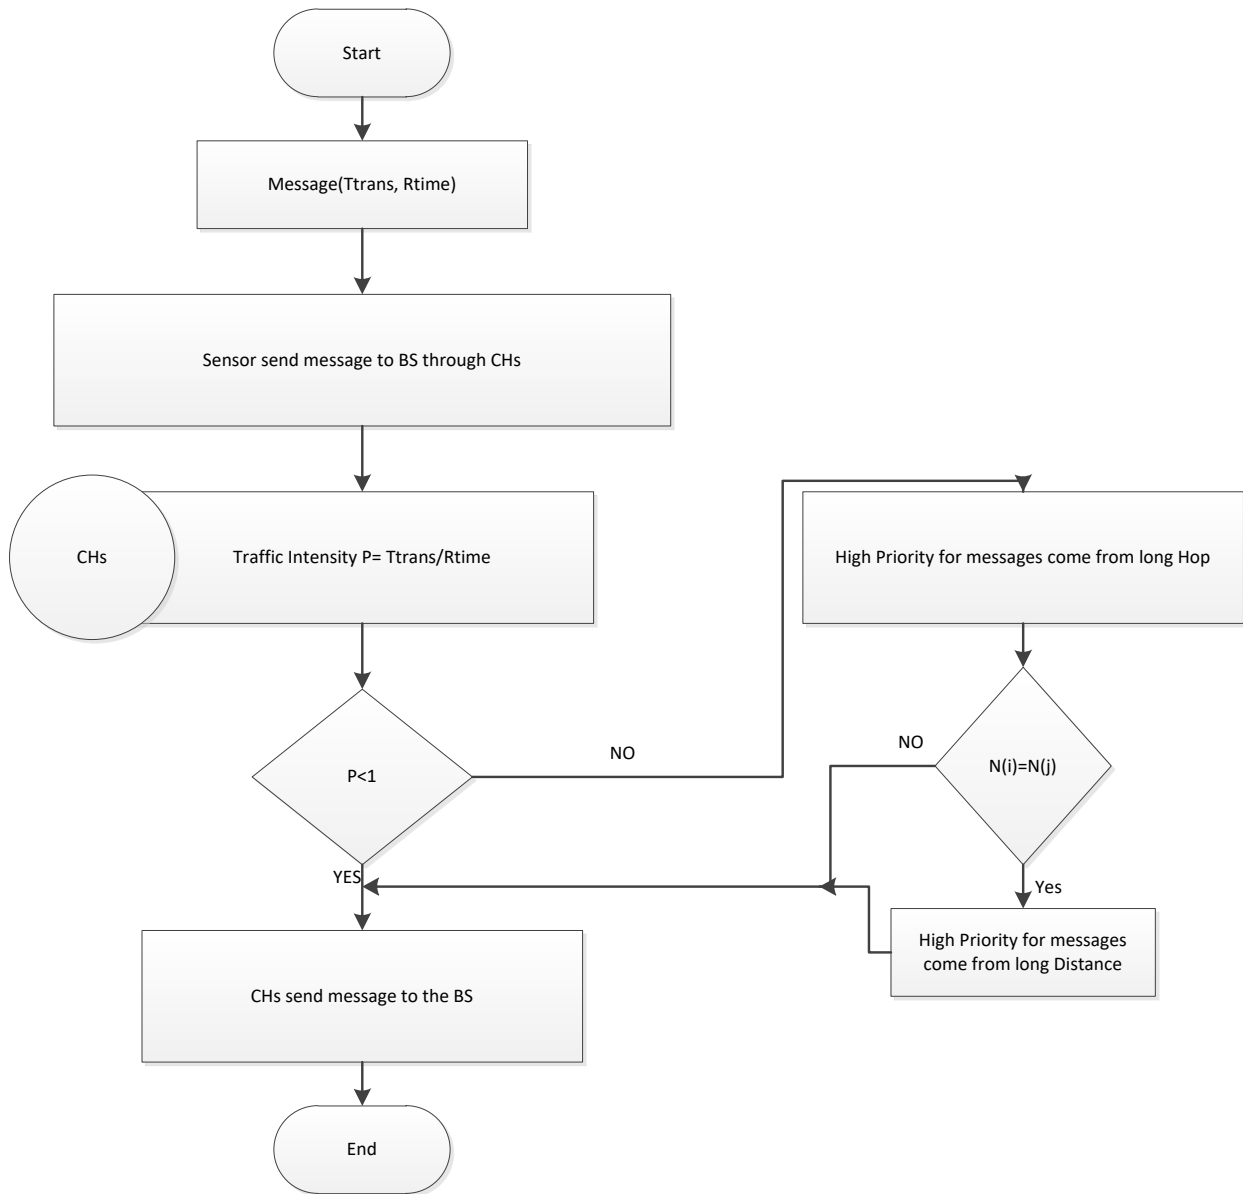 Start
Message(Ttrans, Rtime)
Sensor send message to BS through CHs
CHs
Traffic Intensity P= Ttrans/Rtime
High Priority for messages come from long Hop
P<1
NO
NO
N(i)=N(j)
YES
Yes
High Priority for messages
come from long Distance
CHs send message to the BS
End